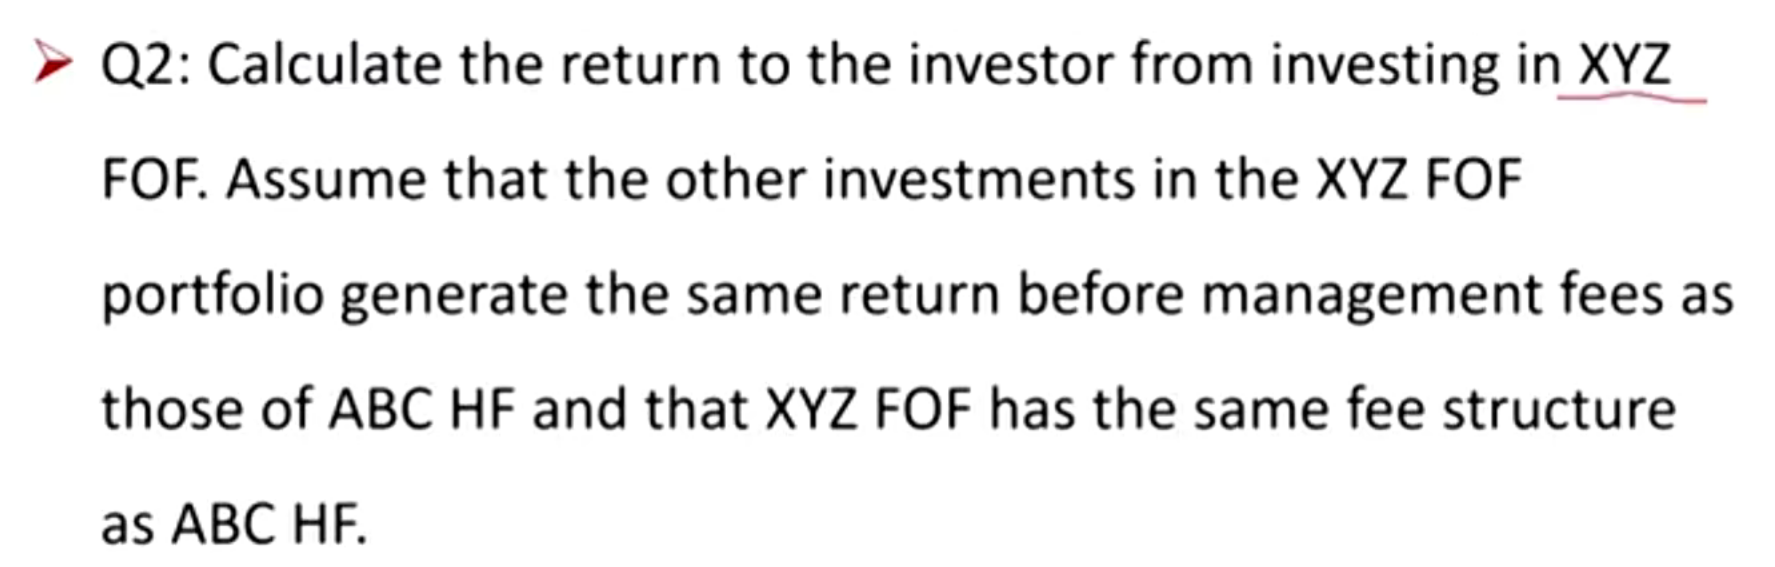 Q2: Calculate the return to the investor from investing in XYZ
FOF. Assume that the other investments in the XYZ FOF
portfolio generate the same return before management fees as
those of ABC HF and that XYZ FOF has the same fee structure
as ABC HF.